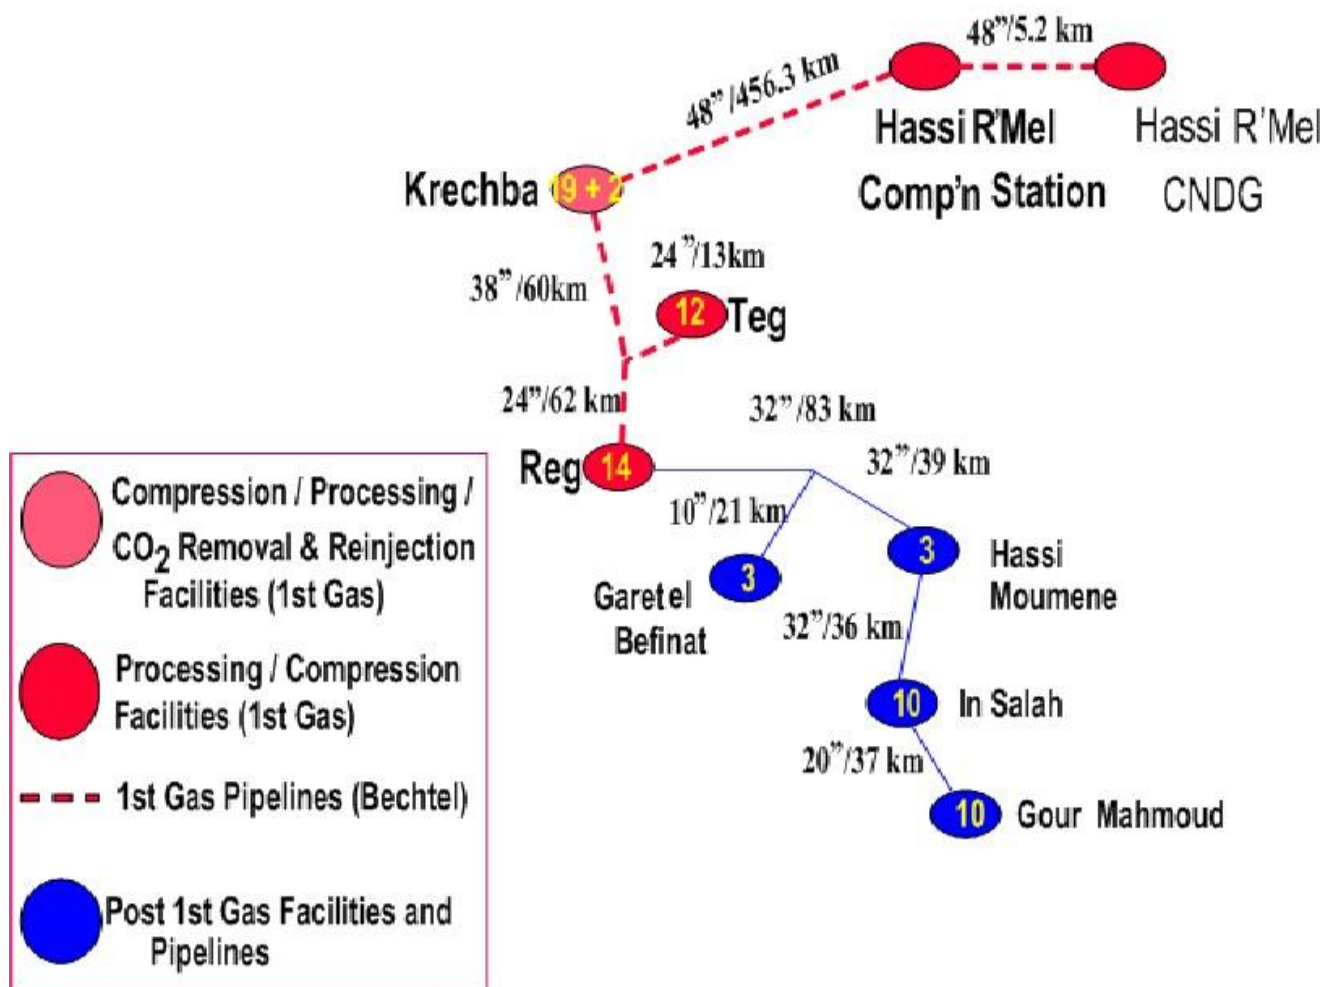 48”/5.2 km
48”/456.3 km
Hassi R’Mel
Comp’n Station
Hassi R’Mel
CNDG
Krechba
19 + 2
24”/13km
38”/60km
12
Teg
24”/62 km
32”/83 km
32”/39 km
Reg
14
10”/21 km
3
Hassi
Moumene
3
Garet el
Befinat
32”/36 km
10
In Salah
20”/37 km
10
Gour Mahmoud
Compression / Processing /
CO2 Removal & Reinjection
Facilities (1st Gas)
Processing / Compression
Facilities (1st Gas)
1st Gas Pipelines (Bechtel)
Post 1st Gas Facilities and
Pipelines